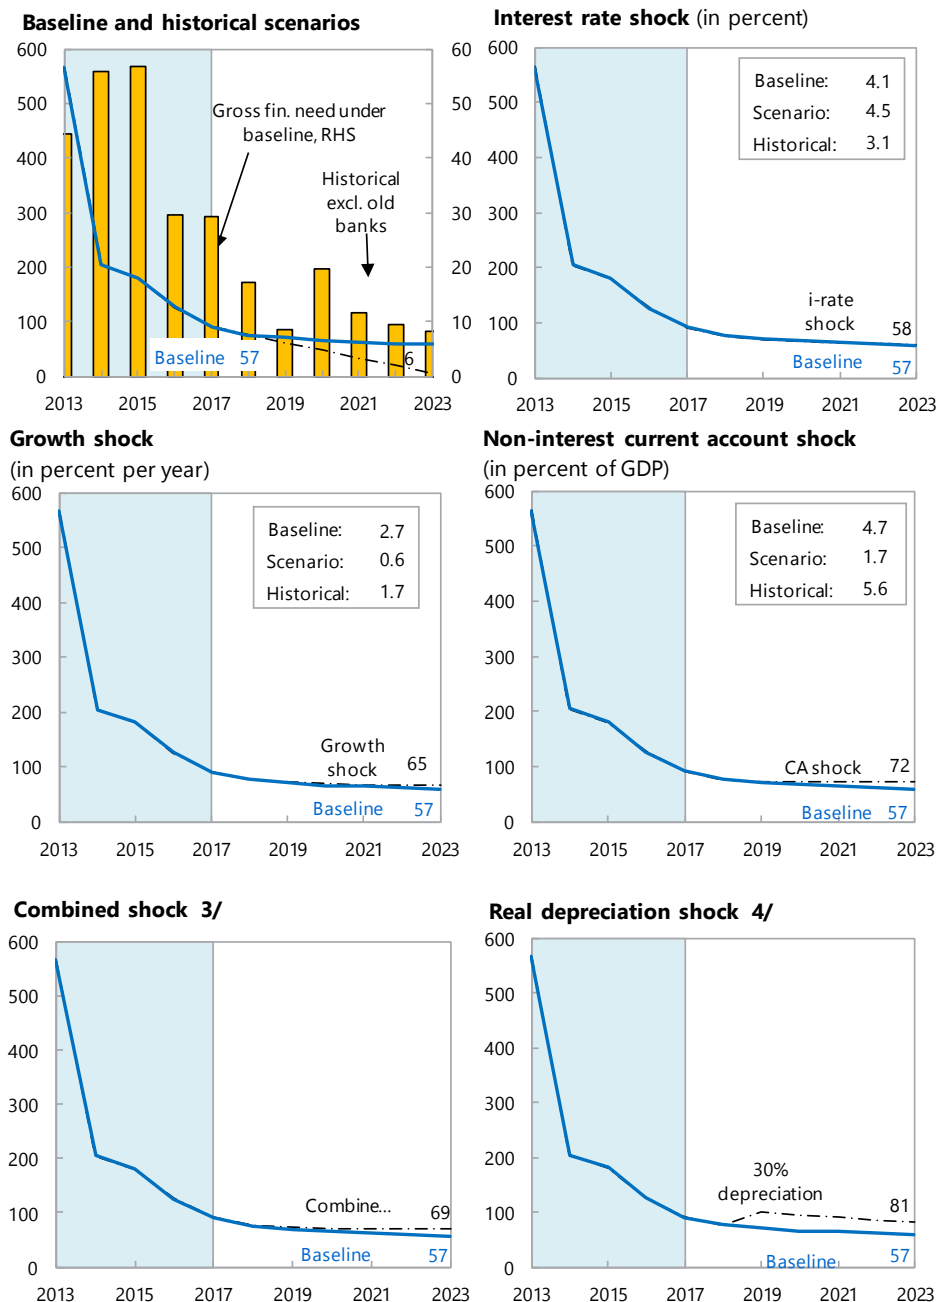 Baseline and historical scenarios
600
500
400
300
200
100
0
60
50
40
30
20
10
0
Gross fin. need under
baseline, RHS
Historical
excl. old
banks
Baseline 57
6
2013 2015 2017 2019 2021 2023
Interest rate shock (in percent)
600
500
400
300
200
100
0
Baseline: 4.1
Scenario: 4.5
Historical: 3.1
i-rate
shock 58
Baseline 57
2013 2015 2017 2019 2021 2023
Growth shock
(in percent per year)
600
500
400
300
200
100
0
Baseline: 2.7
Scenario: 0.6
Historical: 1.7
Growth
shock 65
Baseline 57
2013 2015 2017 2019 2021 2023
Non-interest current account shock
(in percent of GDP)
600
500
400
300
200
100
0
Baseline: 4.7
Scenario: 1.7
Historical: 5.6
CA shock 72
Baseline 57
2013 2015 2017 2019 2021 2023
Combined shock 3/
600
500
400
300
200
100
0
Combine... 69
Baseline 57
2013 2015 2017 2019 2021 2023
Real depreciation shock 4/
600
500
400
300
200
100
0
30%
depreciation
81
Baseline 57
2013 2015 2017 2019 2021 2023